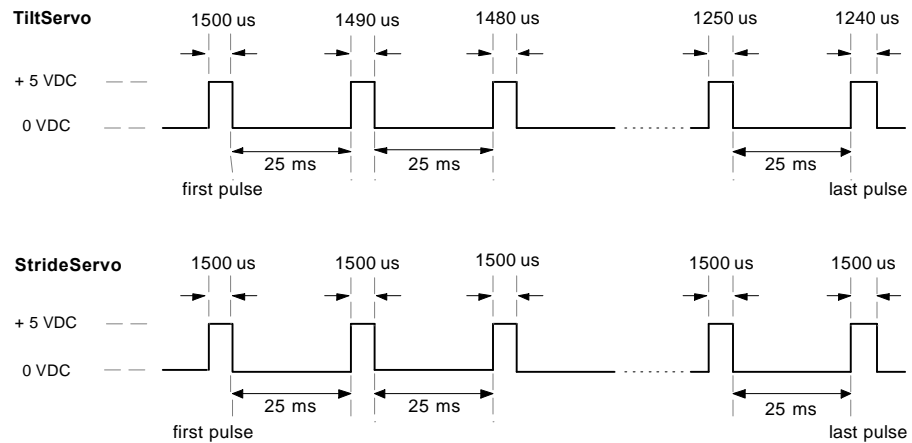 TiltServo 1500 us 1490 us 1480 us 1250 us 1240 us
+ 5 VDC
0 VDC
25 ms 25 ms 25 ms
first pulse last pulse
StrideServo 1500 us 1500 us 1500 us 1500 us 1500 us
+ 5 VDC
0 VDC
25 ms 25 ms 25 ms
first pulse last pulse